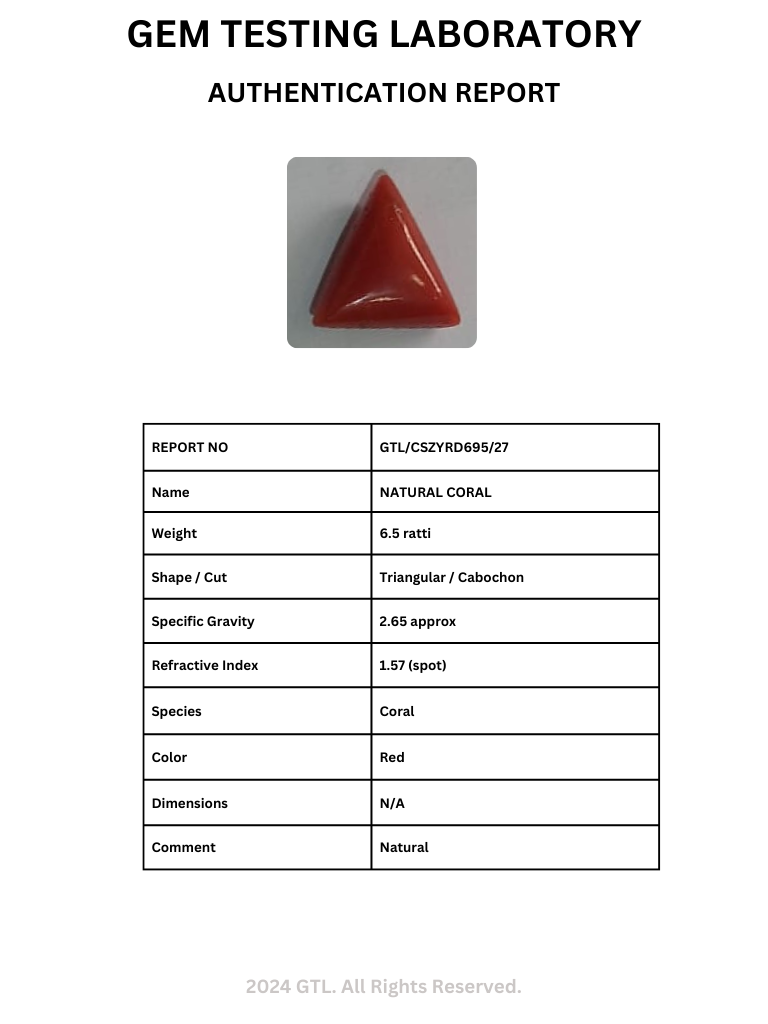 GEM TESTING LABORATORY
AUTHENTICATION REPORT
REPORT NO GTL/CSZYRD695/27
Name NATURAL CORAL
Weight 6.5 ratti
Shape / Cut Triangular / Cabochon
Specific Gravity 2.65 approx
Refractive Index 1.57 (spot)
Species Coral
Color Red
Dimensions N/A
Comment Natural
2024 GTL. All Rights Reserved.